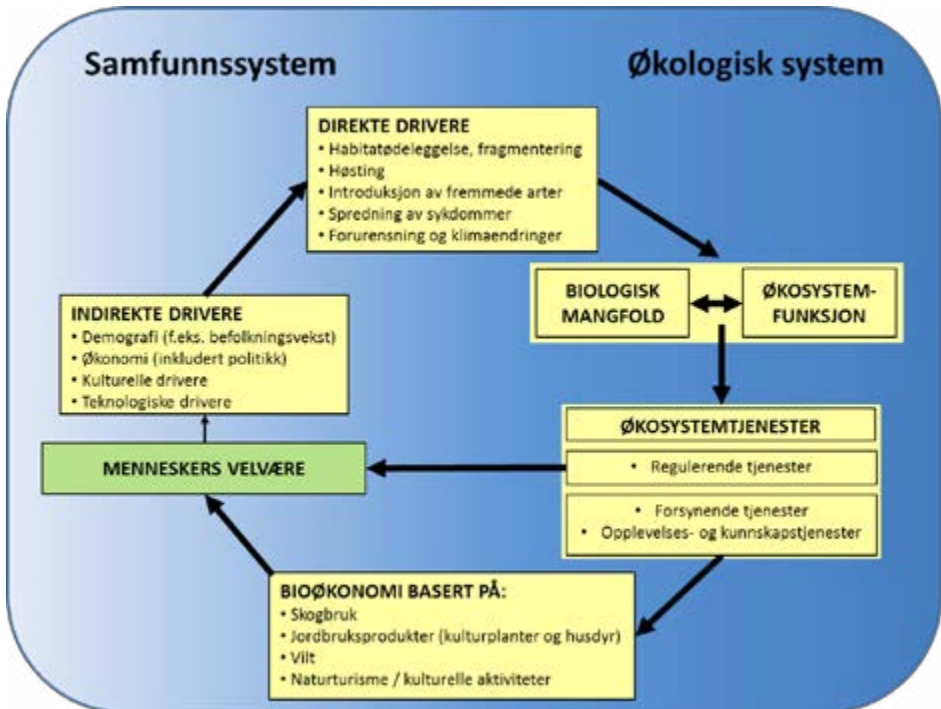 Samfunnssystem
Økologisk system
DIREKTE DRIVERE
• Habitatødeleggelse, fragmentering
• Høsting
• Introduksjon av fremmede arter
• Spredning av sykdommer
• Forurensning og klimaendringer
BIOLOGISK
MANGFOLD
ØKOSYSTEM-
FUNKSJON
INDIREKTE DRIVERE
• Demografi (f.eks. befolkningsvekst)
• Økonomi (inkludert politikk)
• Kulturelle drivere
• Teknologiske drivere
ØKOSYSTEMTJENESTER
• Regulerende tjenester
• Forsynende tjenester
• Opplevelses- og kunnskapstjenester
MENNESKERS VELVÆRE
BIOØKONOMI BASERT PÅ:
• Skogbruk
• Jordbruksprodukter (kulturplanter og husdyr)
• Vilt
• Naturturisme / kulturelle aktiviteter